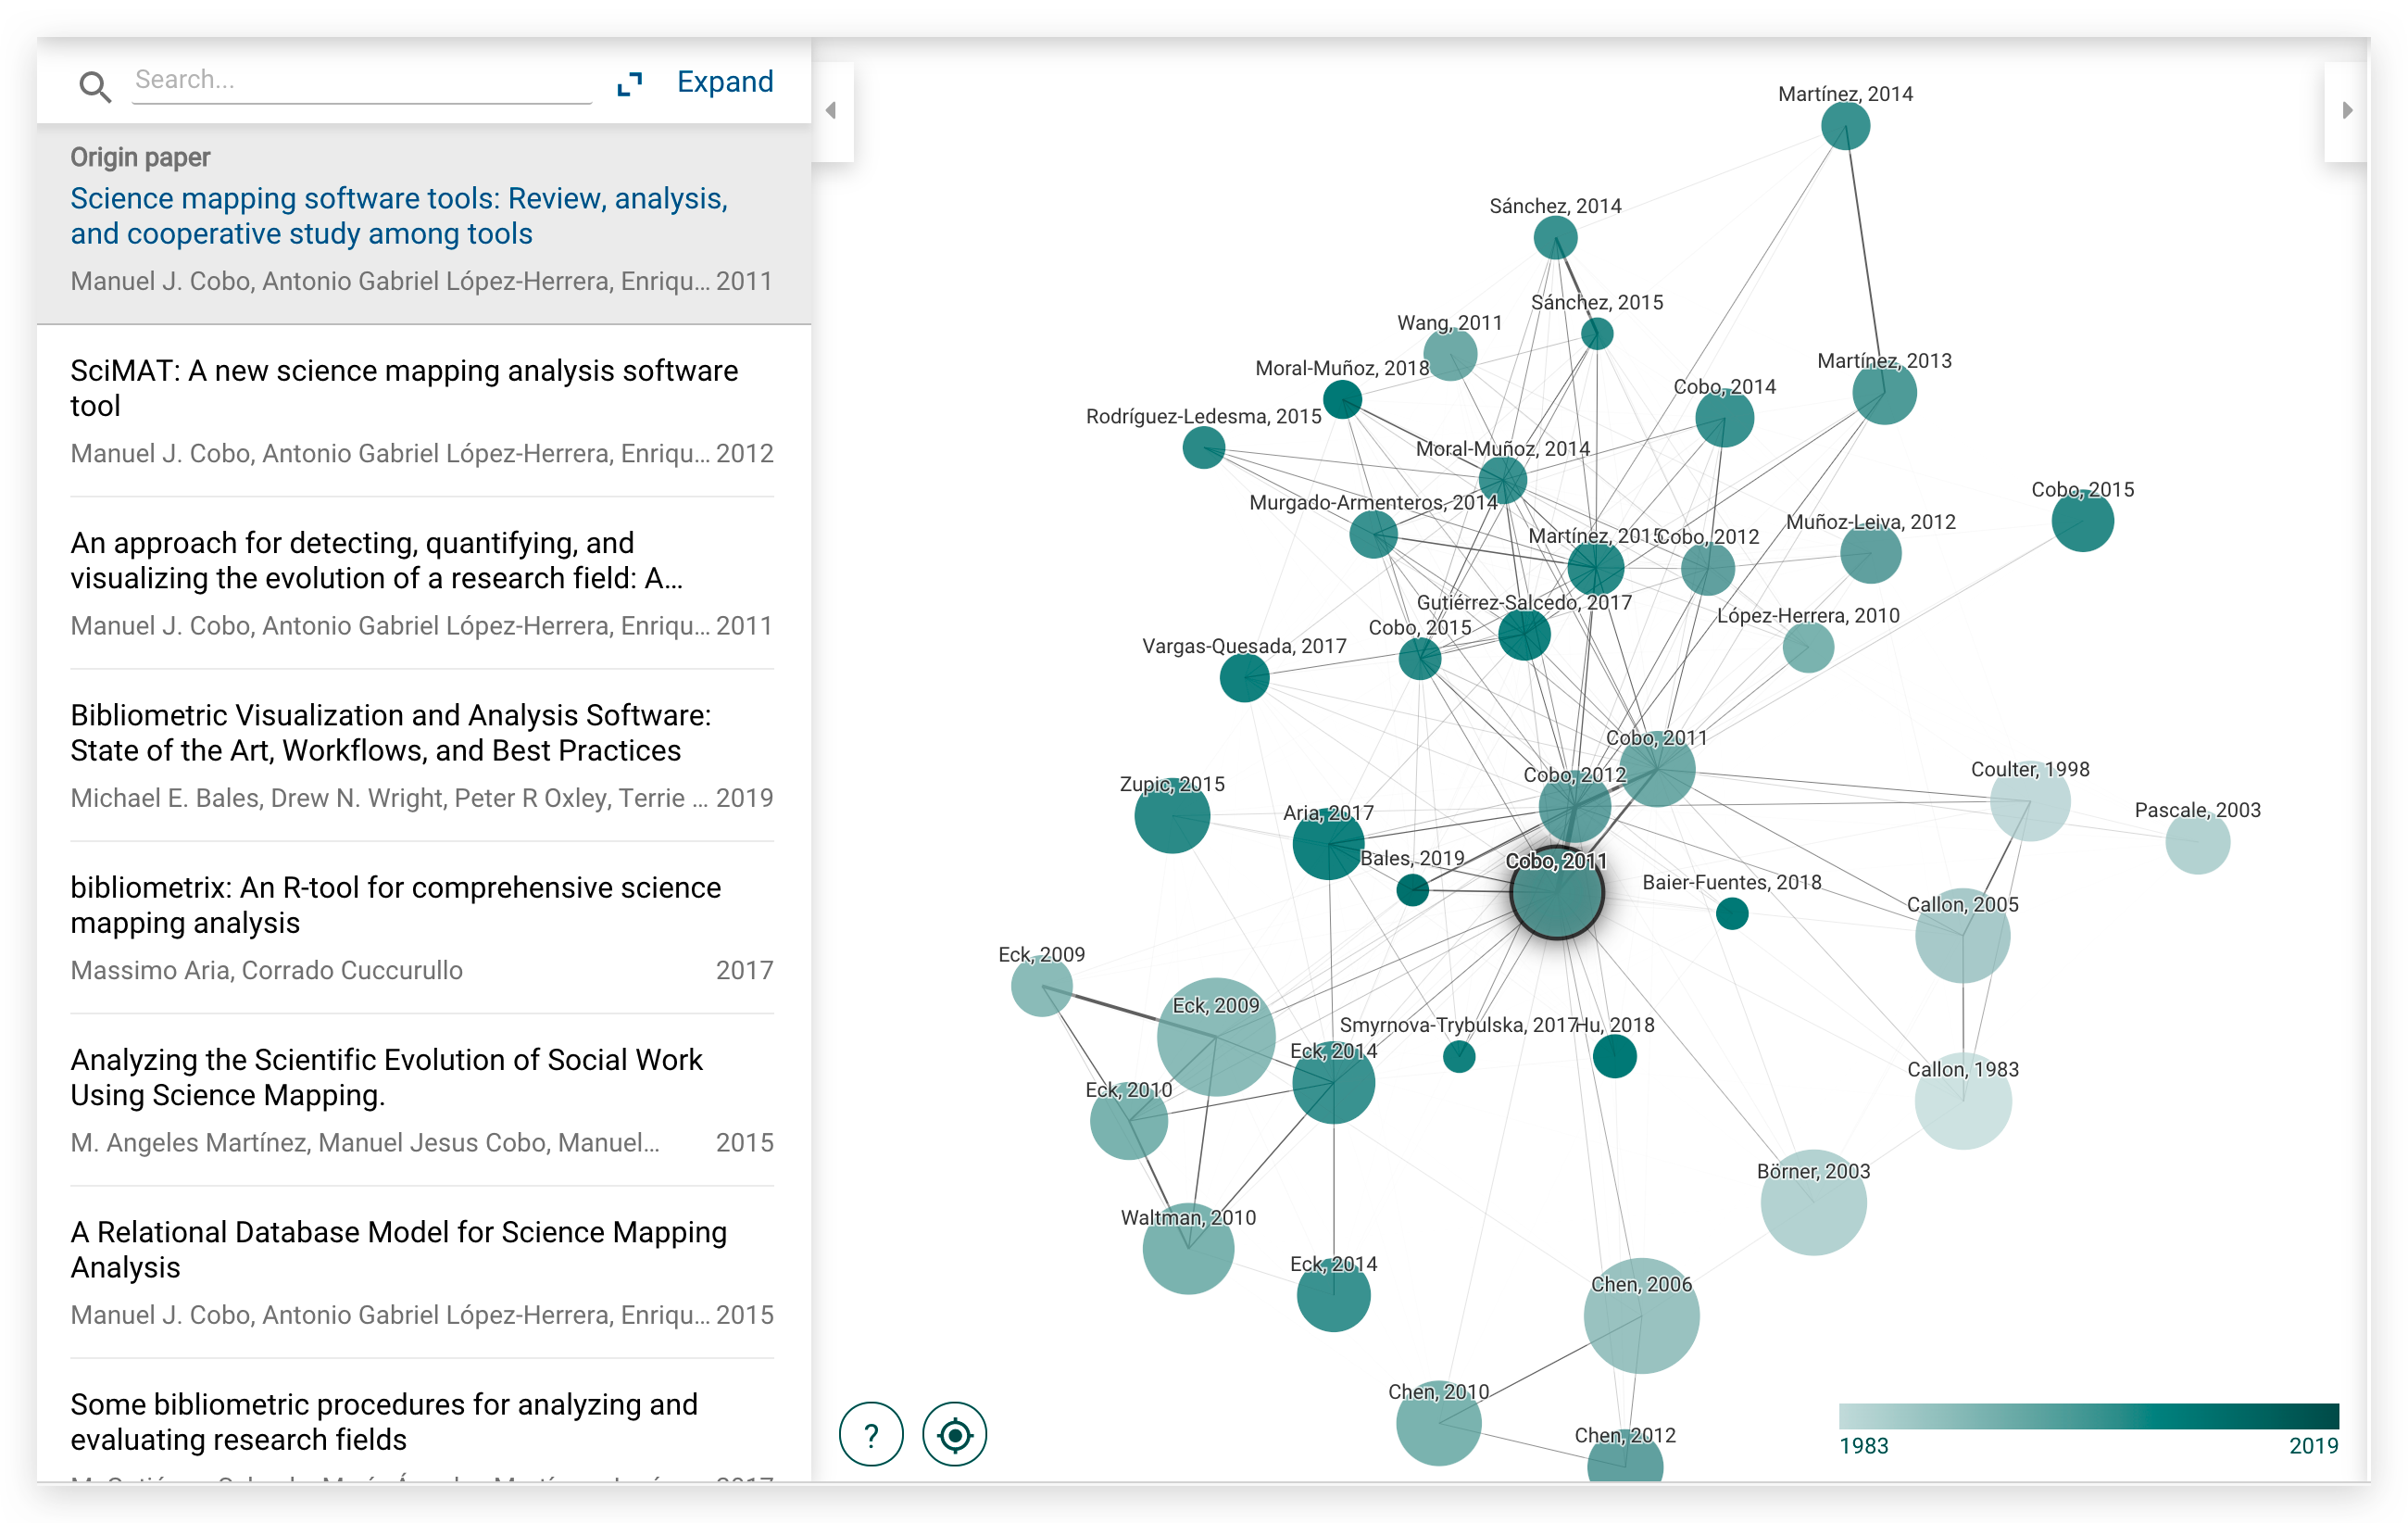 Search...
Expand
Origin paper
Science mapping software tools: Review, analysis,
and cooperative study among tools
Manuel J. Cobo, Antonio Gabriel López-Herrera, Enriqu... 2011
SciMAT: A new science mapping analysis software
tool
Manuel J. Cobo, Antonio Gabriel López-Herrera, Enriqu... 2012
An approach for detecting, quantifying, and
visualizing the evolution of a research field: A...
Manuel J. Cobo, Antonio Gabriel López-Herrera, Enriqu... 2011
Bibliometric Visualization and Analysis Software:
State of the Art, Workflows, and Best Practices
Michael E. Bales, Drew N. Wright, Peter R Oxley, Terrie ... 2019
bibliometrix: An R-tool for comprehensive science
mapping analysis
Massimo Aria, Corrado Cuccurullo 2017
Analyzing the Scientific Evolution of Social Work
Using Science Mapping.
M. Angeles Martínez, Manuel Jesus Cobo, Manuel... 2015
A Relational Database Model for Science Mapping
Analysis
Manuel J. Cobo, Antonio Gabriel López-Herrera, Enriqu... 2015
Some bibliometric procedures for analyzing and
evaluating research fields
Martínez, 2014
Sánchez, 2014
Sánchez, 2015
Wang, 2011
Moral-Muñoz, 2018
Martínez, 2013
Cobo, 2014
Rodríguez-Ledesma, 2015
Moral-Muñoz, 2014
Cobo, 2015
Murgado-Armenteros, 2014
Muñoz-Leiva, 2012
Martínez, 2015
Cobo, 2012
Gutiérrez-Salcedo, 2017
López-Herrera, 2010
Cobo, 2015
Vargas-Quesada, 2017
Cobo, 2011
Coulter, 1998
Cobo, 2012
Zupic, 2015
Pascale, 2003
Aria, 2017
Bales, 2019
Cobo, 2011
Baier-Fuentes, 2018
Callon, 2005
Eck, 2009
Eck, 2009
Smyrnova-Trybulska, 2017
Hu, 2018
Eck, 2014
Callon, 1983
Eck, 2010
Börner, 2003
Waltman, 2010
Eck, 2014
Chen, 2006
Chen, 2010
Chen, 2012
?
1983
2019